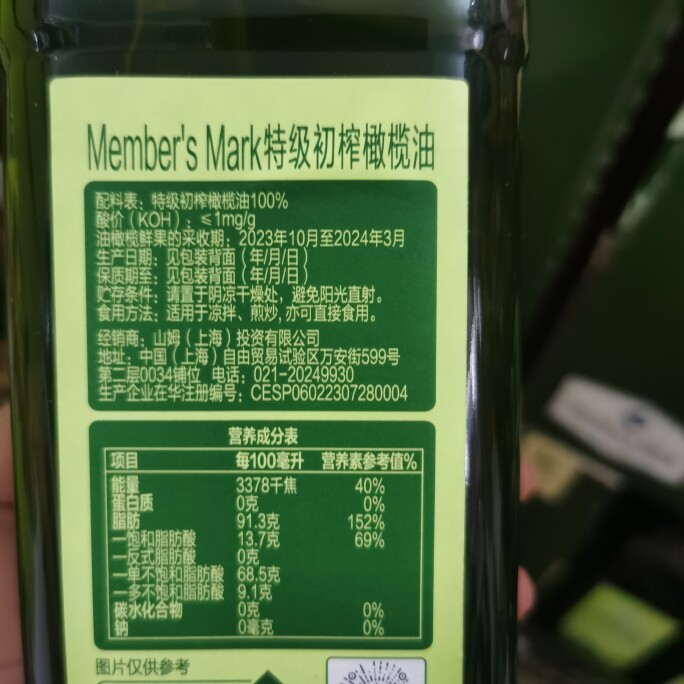 Member's Mark特级初榨橄榄油
配料表：特级初榨橄榄油100%
酸价（KOH）：≤1mg/g
油橄榄鲜果的采收期：2023年10月至2024年3月
生产日期：见包装背面（年/月/日）
保质期至：见包装背面（年/月/日）
贮存条件：请置于阴凉干燥处，避免阳光直射。
食用方法：适用于凉拌、煎炒，亦可直接食用。
经销商：山姆（上海）投资有限公司
地址：中国（上海）自由贸易试验区万安街599号
第二层0034铺位 电话：021-20249930
生产企业在华注册编号：CESP06022307280004
营养成分表
项目 每100毫升 营养素参考值%
能量 3378千焦 40%
蛋白质 0克 0%
脂肪 91.3克 152%
—饱和脂肪酸 13.7克 69%
—反式脂肪酸 0克
—单不饱和脂肪酸 68.5克
—多不饱和脂肪酸 9.1克
碳水化合物 0克 0%
钠 0毫克 0%
图片仅供参考